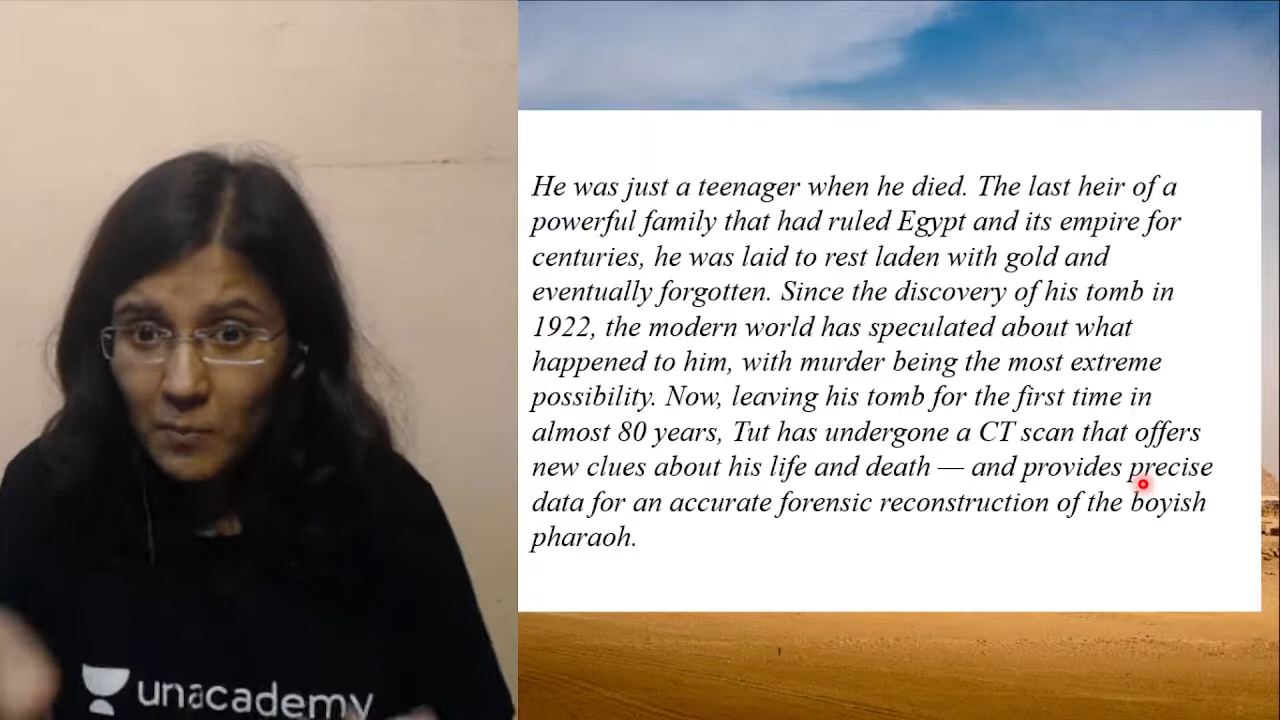 He was just a teenager when he died. The last heir of a
powerful family that had ruled Egypt and its empire for
centuries, he was laid to rest laden with gold and
eventually forgotten. Since the discovery of his tomb in
1922, the modern world has speculated about what
happened to him, with murder being the most extreme
possibility. Now, leaving his tomb for the first time in
almost 80 years, Tut has undergone a CT scan that offers
new clues about his life and death — and provides precise
data for an accurate forensic reconstruction of the boyish
pharaoh.
unacademy